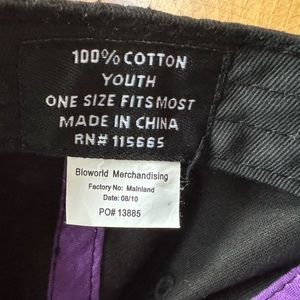 100% COTTON
YOUTH
ONE SIZE FITS MOST
MADE IN CHINA
RN# 115665
Bioworld Merchandising
Factory No: Mainland
Date: 08/10
PO# 13885